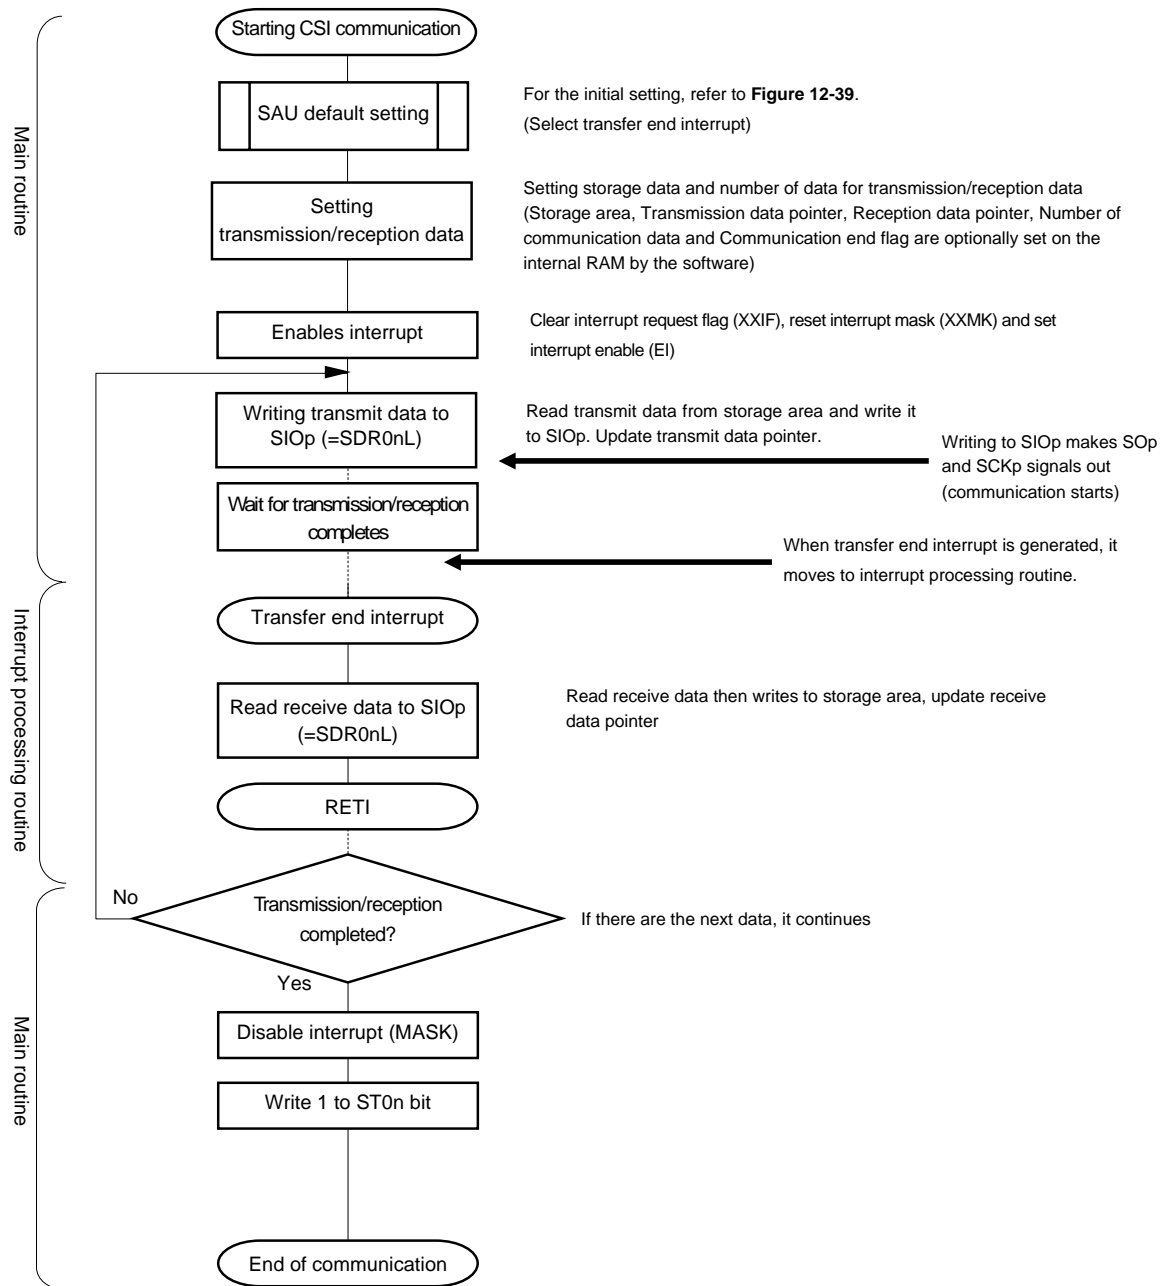 Starting CSI communication
SAU default setting
For the initial setting, refer to Figure 12-39.
(Select transfer end interrupt)
Main routine
Setting
transmission/reception data
Setting storage data and number of data for transmission/reception data
(Storage area, Transmission data pointer, Reception data pointer, Number of
communication data and Communication end flag are optionally set on the
internal RAM by the software)
Enables interrupt
Clear interrupt request flag (XXIF), reset interrupt mask (XXMK) and set
interrupt enable (EI)
Writing transmit data to
SIOp (=SDR0nL)
Read transmit data from storage area and write it
to SIOp. Update transmit data pointer.
Writing to SIOp makes SOp
and SCKp signals out
(communication starts)
Wait for transmission/reception
completes
When transfer end interrupt is generated, it
moves to interrupt processing routine.
Interrupt processing routine
Transfer end interrupt
Read receive data to SIOp
(=SDR0nL)
Read receive data then writes to storage area, update receive
data pointer
RETI
No
Transmission/reception
completed?
If there are the next data, it continues
Yes
Main routine
Disable interrupt (MASK)
Write 1 to ST0n bit
End of communication